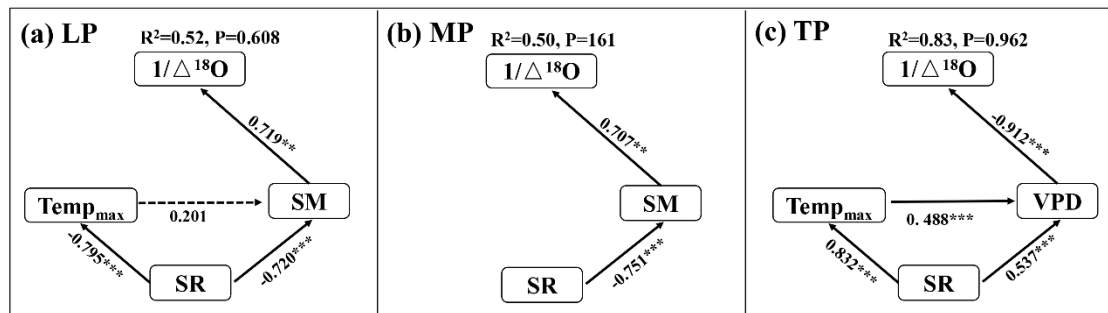 (a) LP
R²=0.52, P=0.608
1/△¹⁸O
0.719**
Temp_max
0.201
SM
-0.795***
-0.720***
SR
(b) MP
R²=0.50, P=161
1/△¹⁸O
0.707**
SM
-0.751***
SR
(c) TP
R²=0.83, P=0.962
1/△¹⁸O
-0.912***
Temp_max
0. 488***
VPD
0.832***
0.537***
SR